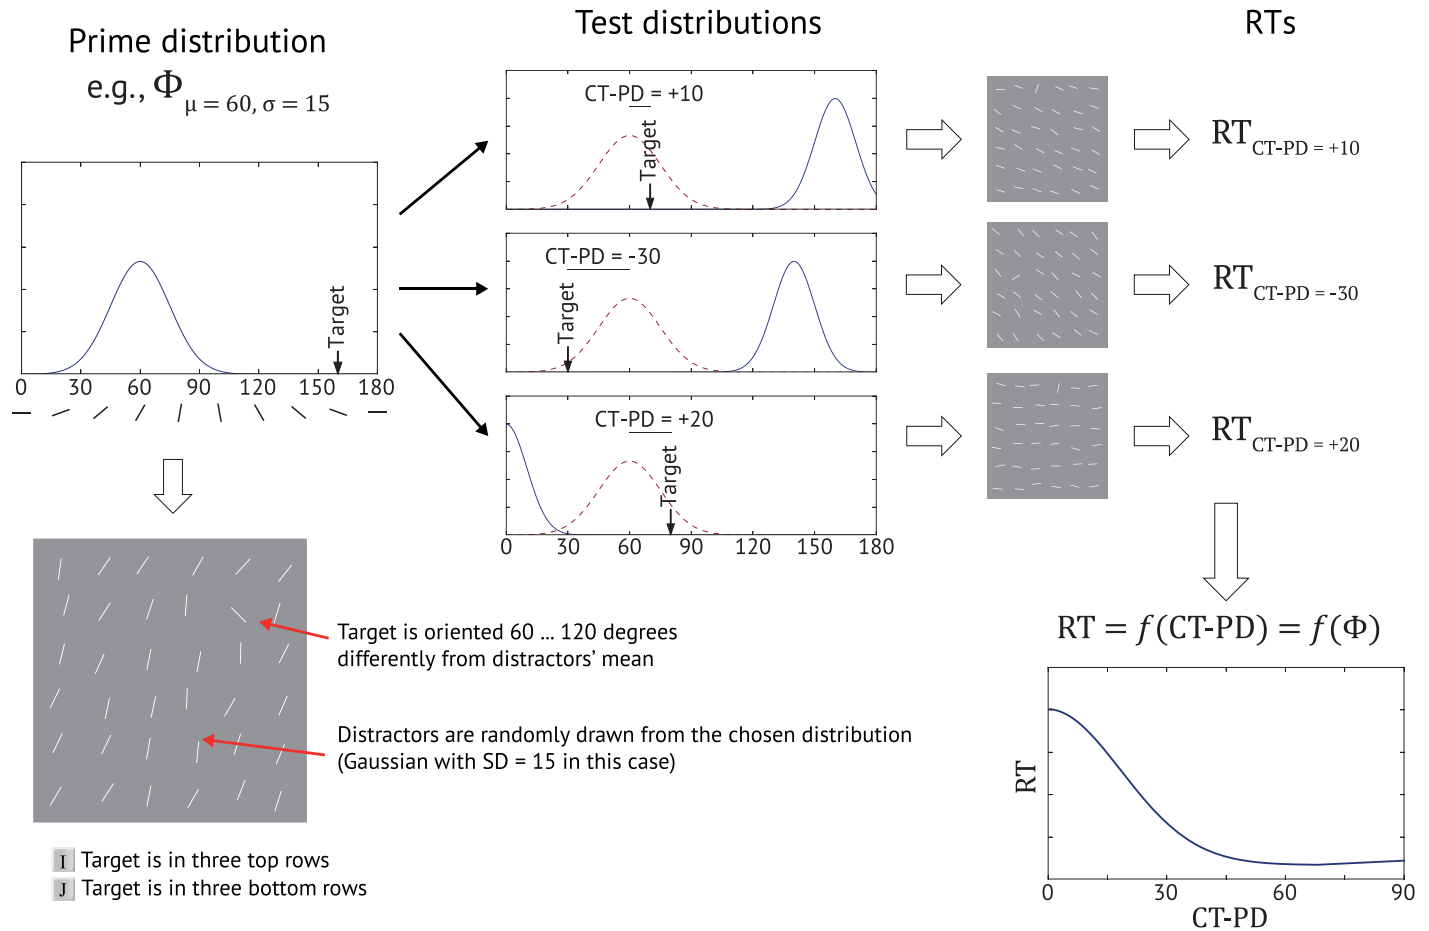 Prime distribution
e.g., Φ μ = 60, σ = 15
Target
0 30 60 90 120 150 180
Test distributions
CT-PD = +10
Target
CT-PD = -30
Target
CT-PD = +20
Target
0 30 60 90 120 150 180
RTs
RT CT-PD = +10
RT CT-PD = -30
RT CT-PD = +20
Target is oriented 60 ... 120 degrees
differently from distractors' mean
Distractors are randomly drawn from the chosen distribution
(Gaussian with SD = 15 in this case)
I Target is in three top rows
J Target is in three bottom rows
RT = f(CT-PD) = f(Φ)
RT
0 30 60 90
CT-PD